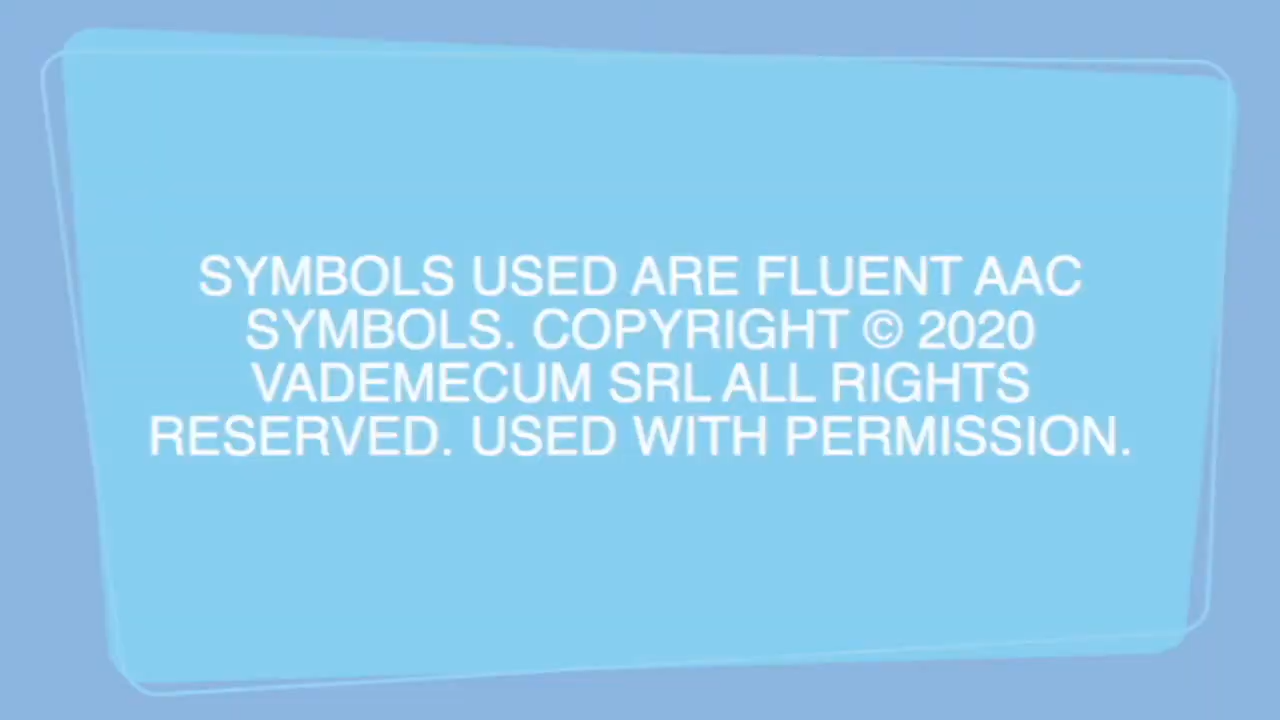 SYMBOLS USED ARE FLUENT AAC
SYMBOLS. COPYRIGHT © 2020
VADEMECUM SRL ALL RIGHTS
RESERVED. USED WITH PERMISSION.